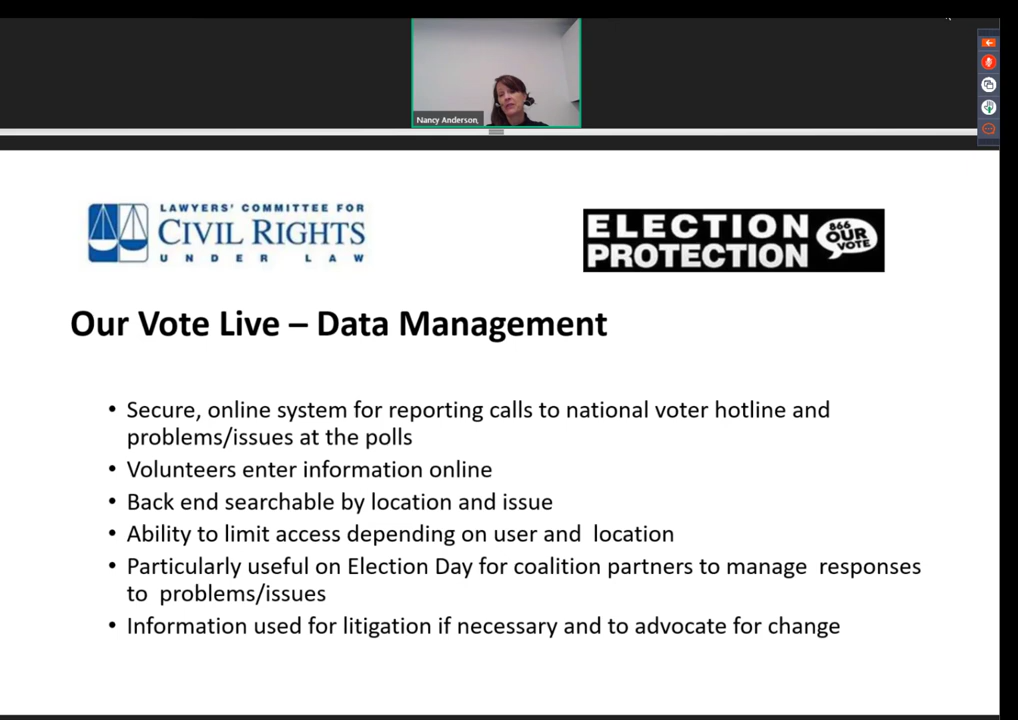 Nancy Anderson,
LAWYERS' COMMITTEE FOR
CIVIL RIGHTS
UNDER LAW
ELECTION
PROTECTION
866
OUR
VOTE
Our Vote Live – Data Management
• Secure, online system for reporting calls to national voter hotline and
problems/issues at the polls
• Volunteers enter information online
• Back end searchable by location and issue
• Ability to limit access depending on user and  location
• Particularly useful on Election Day for coalition partners to manage  responses
to  problems/issues
• Information used for litigation if necessary and to advocate for change